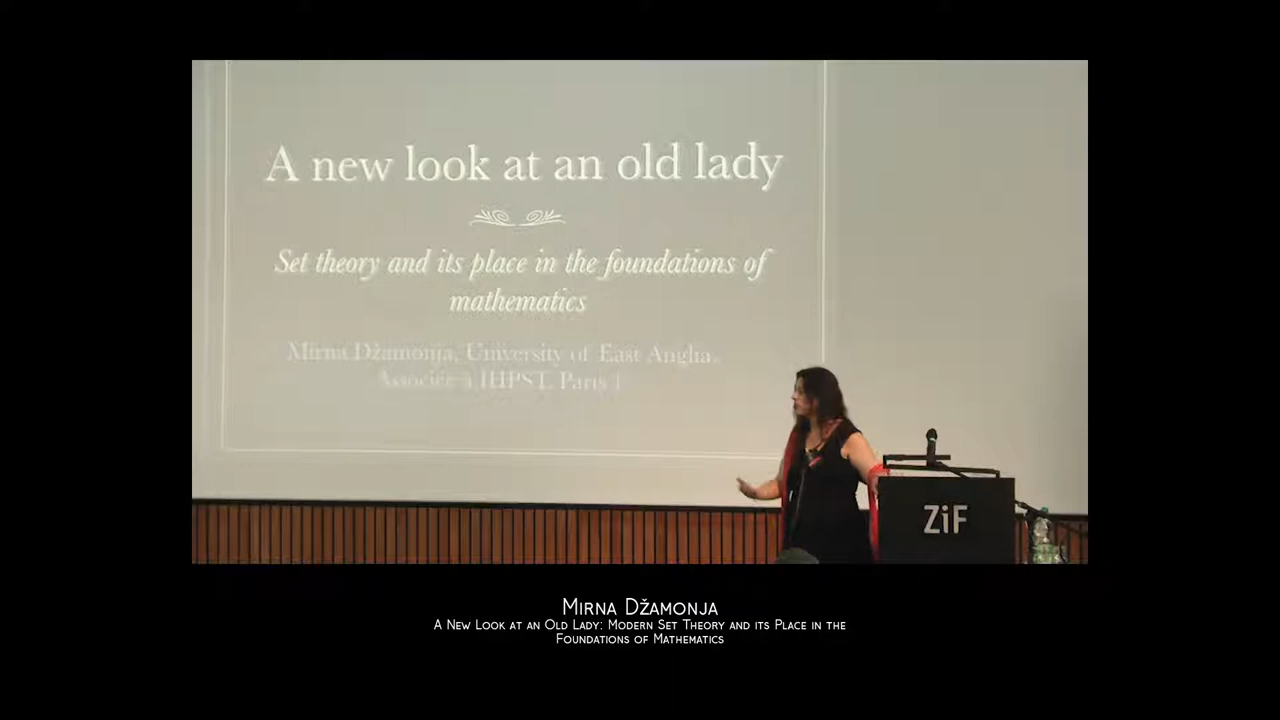 A new look at an old lady
Set theory and its place in the foundations of
mathematics
Mirna Džamonja, University of East Anglia,
Associée à IHPST, Paris 1
ZiF
Mirna Džamonja
A New Look at an Old Lady: Modern Set Theory and its Place in the
Foundations of Mathematics